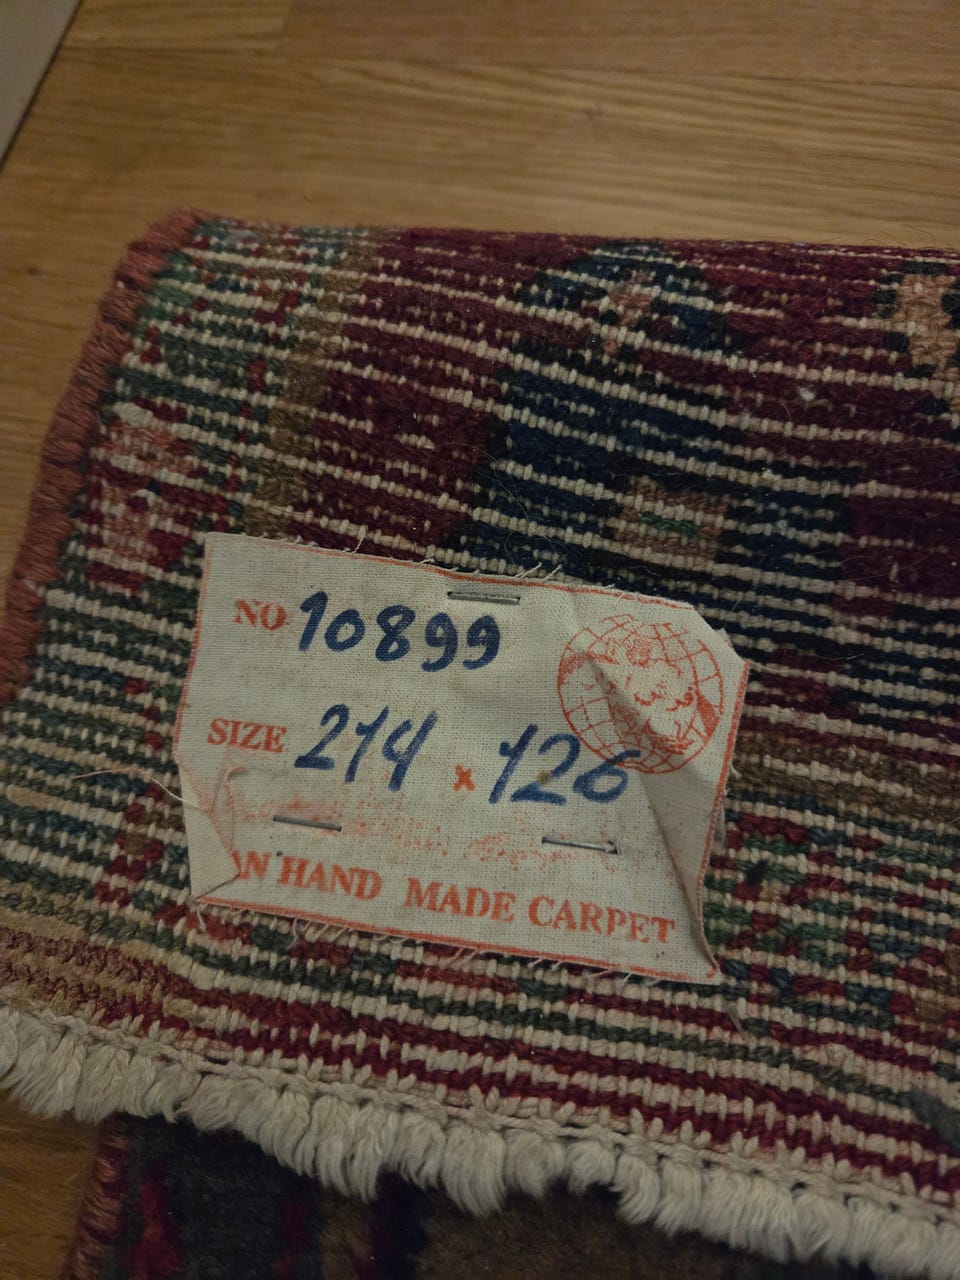 NO 10899
SIZE 214 x 126
AN HAND MADE CARPET